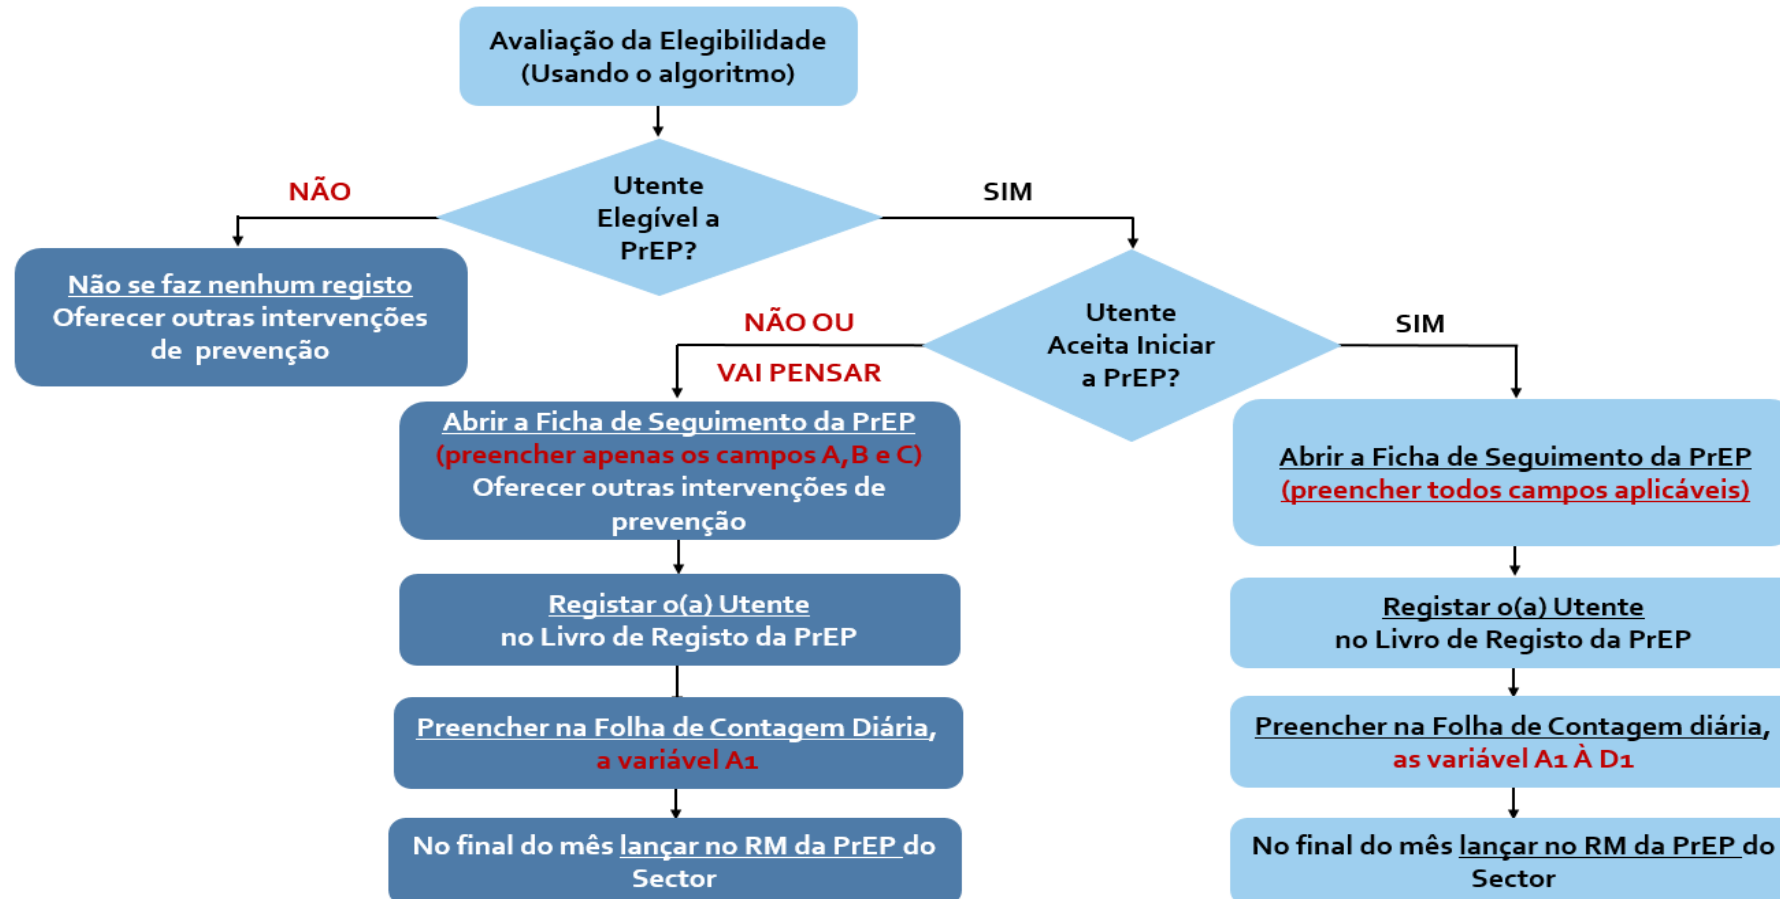 Avaliação da Elegibilidade
(Usando o algoritmo)
NÃO
Utente
Elegível a
PrEP?
SIM
Não se faz nenhum registo
Oferecer outras intervenções
de prevenção
NÃO OU
VAI PENSAR
Utente
Aceita Iniciar
a PrEP?
SIM
Abrir a Ficha de Seguimento da PrEP
(preencher apenas os campos A,B e C)
Oferecer outras intervenções de
prevenção
Abrir a Ficha de Seguimento da PrEP
(preencher todos campos aplicáveis)
Registar o(a) Utente
no Livro de Registo da PrEP
Registar o(a) Utente
no Livro de Registo da PrEP
Preencher na Folha de Contagem Diária,
a variável A1
Preencher na Folha de Contagem diária,
as variável A1 À D1
No final do mês lançar no RM da PrEP do
Sector
No final do mês lançar no RM da PrEP do
Sector